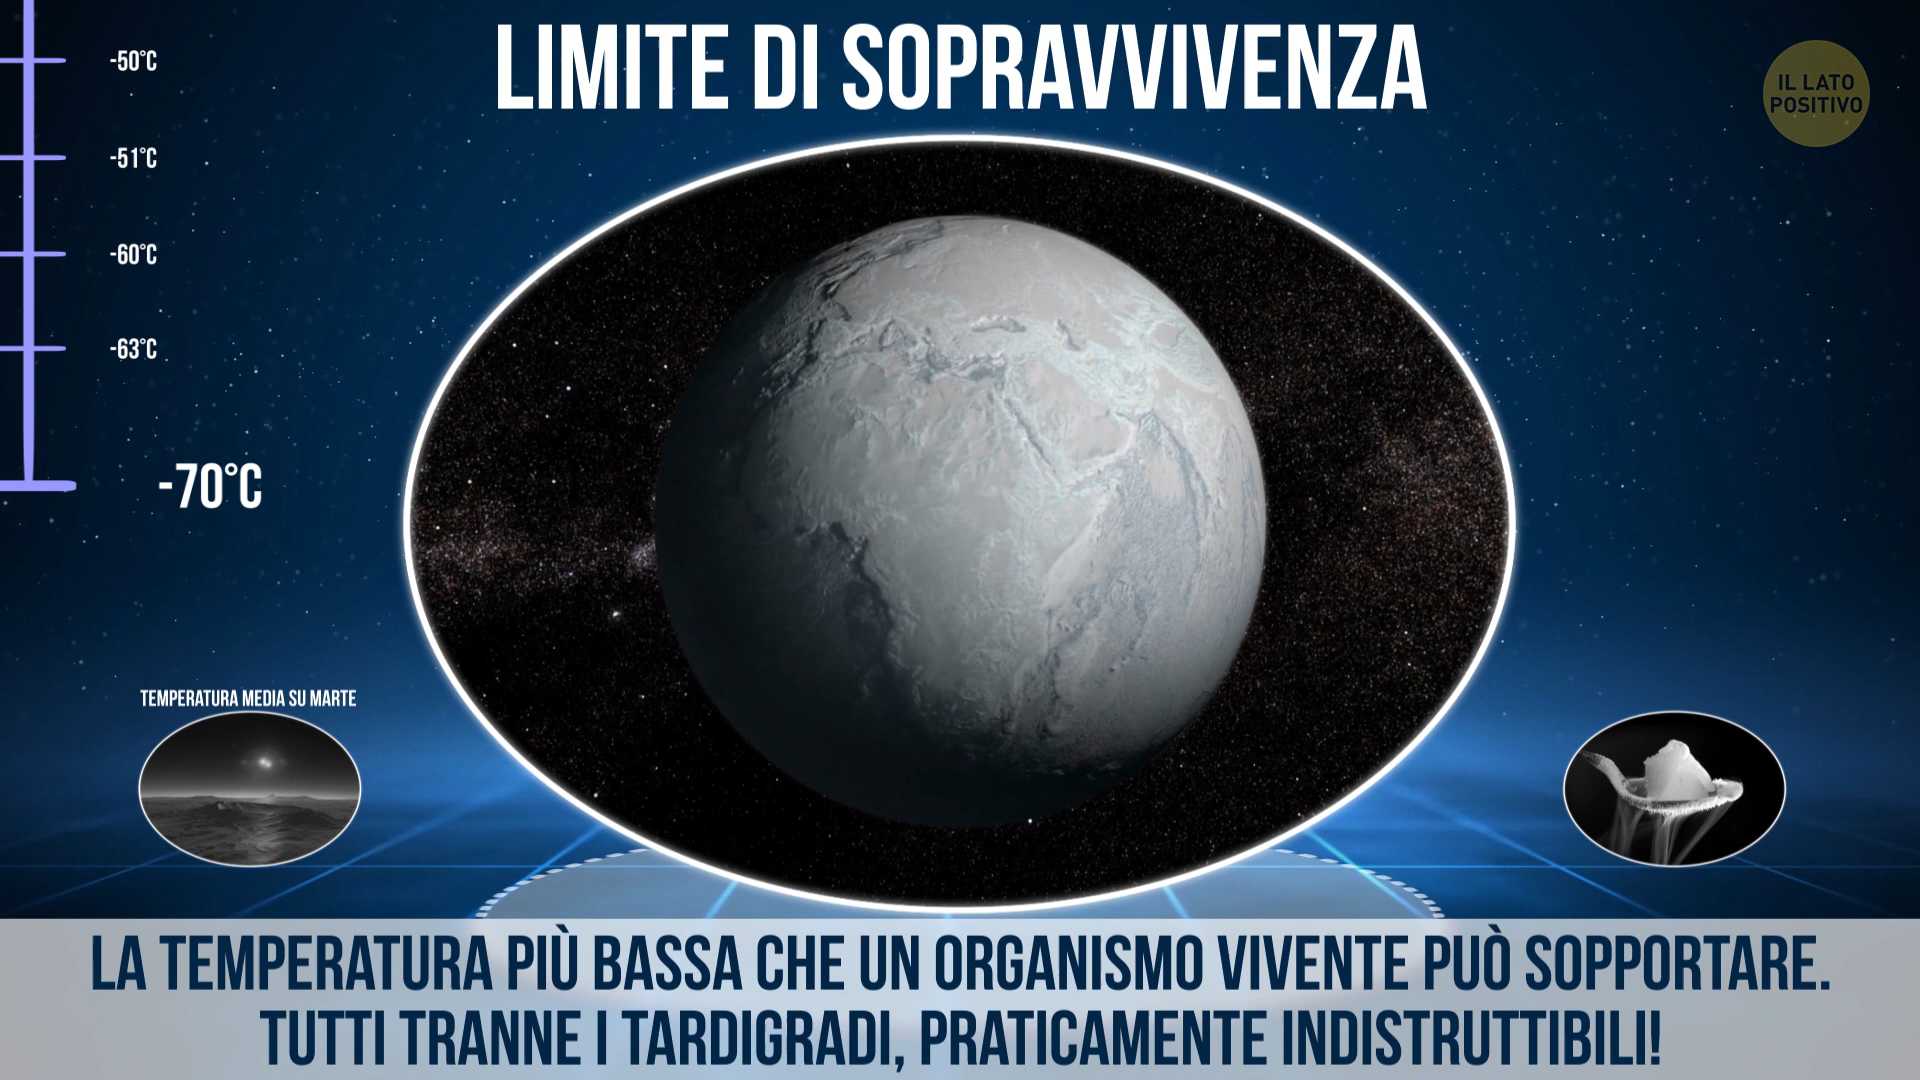 LIMITE DI SOPRAVVIVENZA
IL LATO
POSITIVO
-50°C
-51°C
-60°C
-63°C
-70°C
TEMPERATURA MEDIA SU MARTE
LA TEMPERATURA PIÙ BASSA CHE UN ORGANISMO VIVENTE PUÒ SOPPORTARE.
TUTTI TRANNE I TARDIGRADI, PRATICAMENTE INDISTRUTTIBILI!